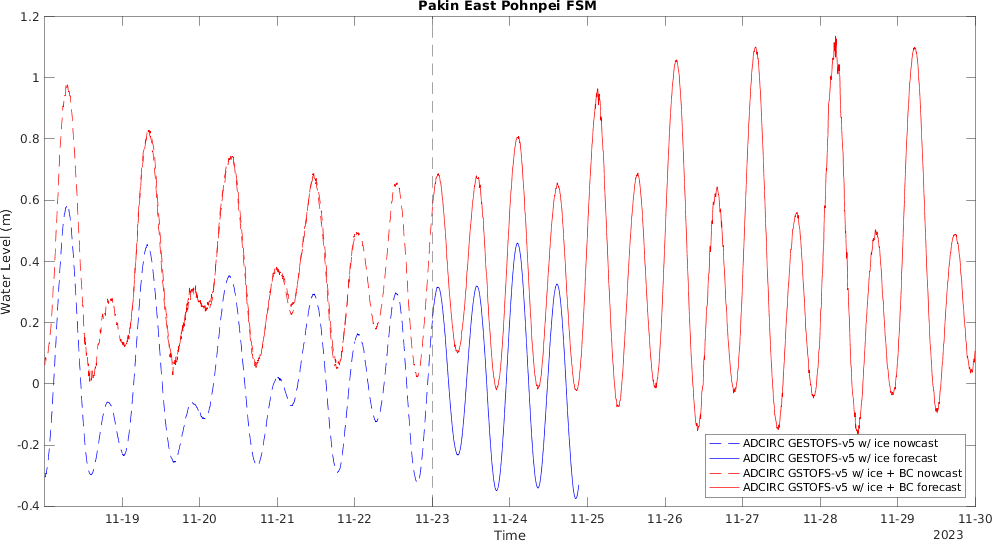 Pakin East Pohnpei FSM
Water Level (m)
1.2
1
0.8
0.6
0.4
0.2
0
-0.2
-0.4
ADCIRC GESTOFS-v5 w/ ice nowcast
ADCIRC GESTOFS-v5 w/ ice forecast
ADCIRC GSTOFS-v5 w/ ice + BC nowcast
ADCIRC GSTOFS-v5 w/ ice + BC forecast
11-19 11-20 11-21 11-22 11-23 11-24 11-25 11-26 11-27 11-28 11-29 11-30
Time
2023